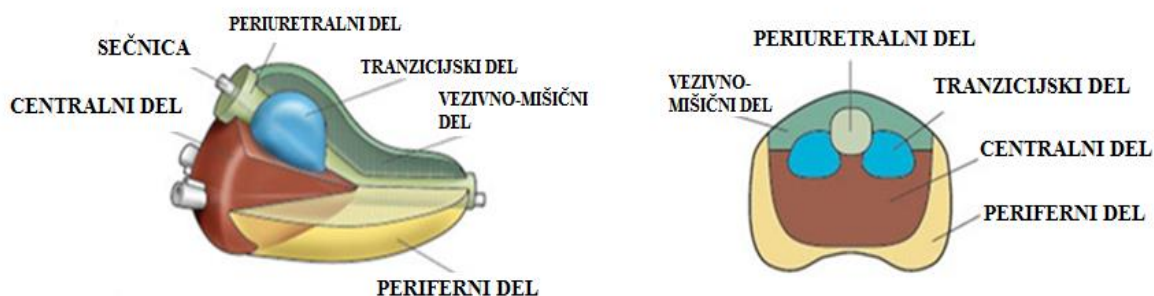 PERIURETRALNI DEL
SEČNICA
TRANZICIJSKI DEL
CENTRALNI DEL
VEZIVNO-MIŠIČNI
DEL
PERIFERNI DEL
PERIURETRALNI DEL
VEZIVNO-
MIŠIČNI DEL
TRANZICIJSKI DEL
CENTRALNI DEL
PERIFERNI DEL